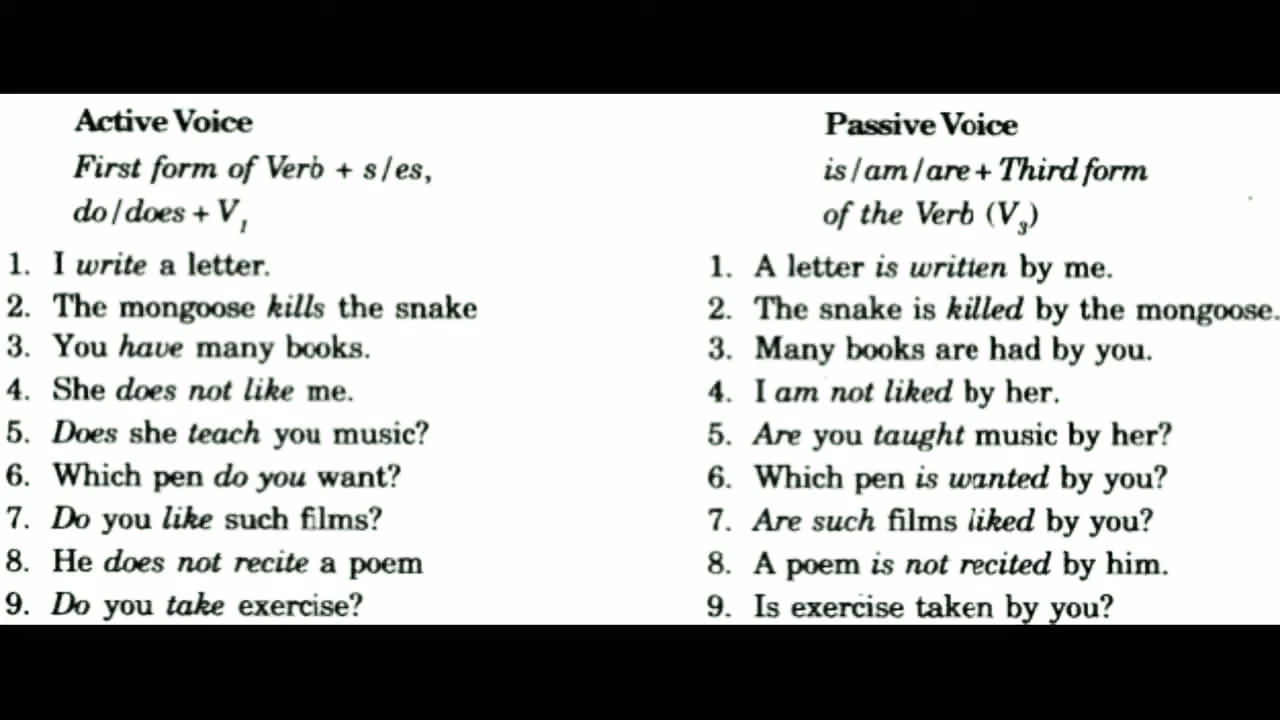 Active Voice
First form of Verb + s/es,
do/does + V1
1. I write a letter.
2. The mongoose kills the snake
3. You have many books.
4. She does not like me.
5. Does she teach you music?
6. Which pen do you want?
7. Do you like such films?
8. He does not recite a poem
9. Do you take exercise?
Passive Voice
is/am/are + Third form
of the Verb (V3)
1. A letter is written by me.
2. The snake is killed by the mongoose.
3. Many books are had by you.
4. I am not liked by her.
5. Are you taught music by her?
6. Which pen is wanted by you?
7. Are such films liked by you?
8. A poem is not recited by him.
9. Is exercise taken by you?